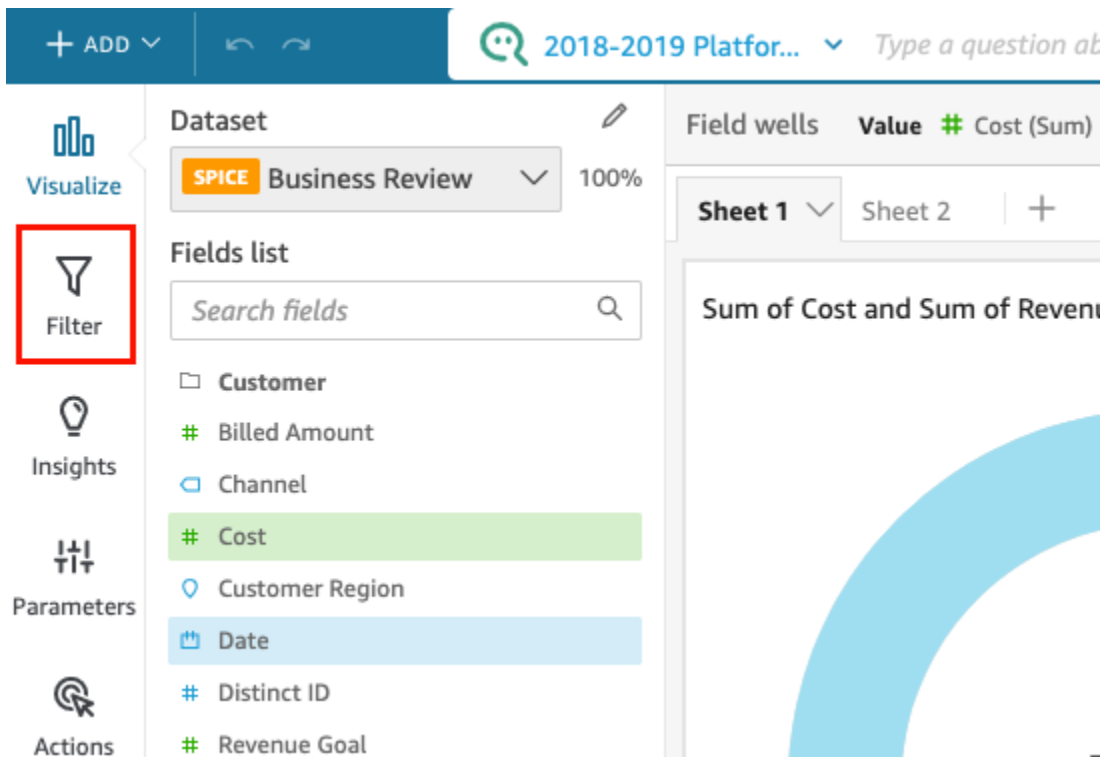 + ADD
2018-2019 Platfor...
Type a question ab
Visualize
Filter
Insights
Parameters
Actions
Dataset
SPICE Business Review
100%
Fields list
Search fields
Customer
# Billed Amount
Channel
# Cost
Customer Region
Date
# Distinct ID
# Revenue Goal
Field wells Value # Cost (Sum)
Sheet 1 Sheet 2 +
Sum of Cost and Sum of Revenu